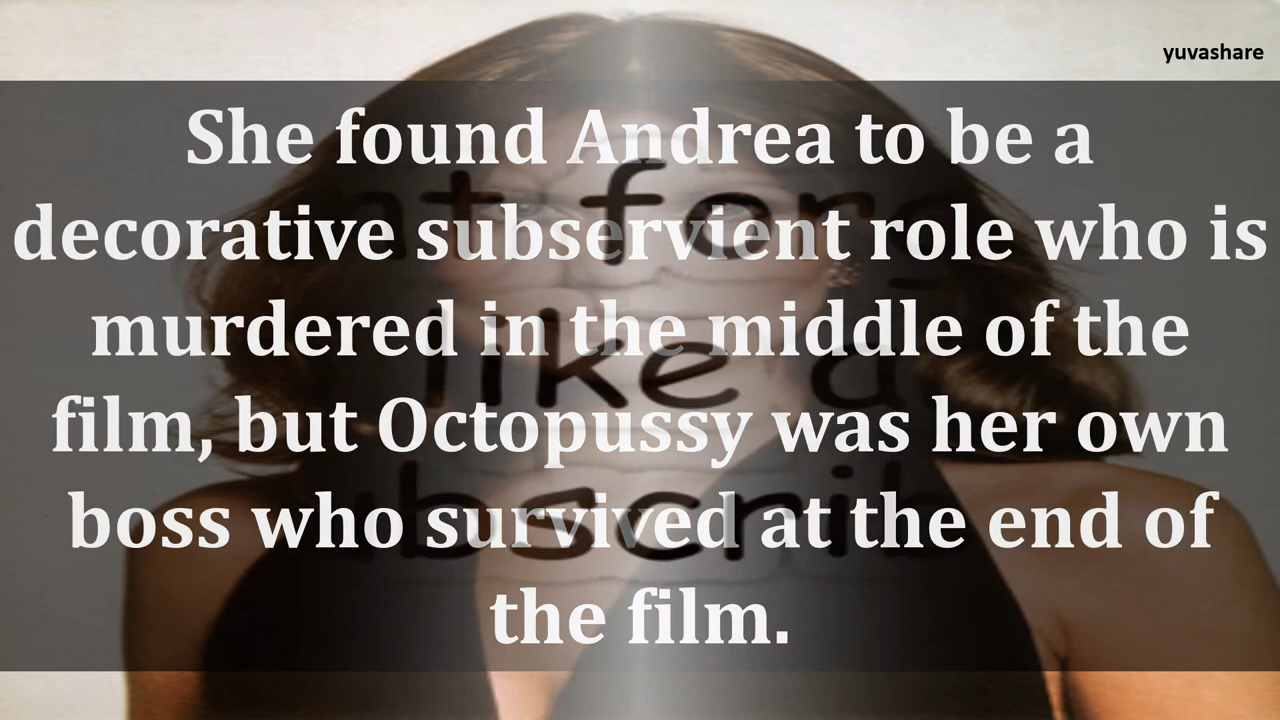 yuvashare
She found Andrea to be a
decorative subservient role who is
murdered in the middle of the
film, but Octopussy was her own
boss who survived at the end of
the film.
like a